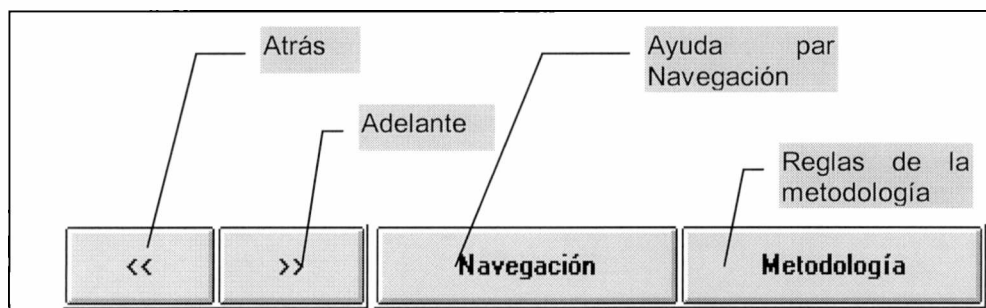 Atrás
Ayuda par
Navegación
Adelante
Reglas de la
metodología
<<
>>
Navegación
Metodología